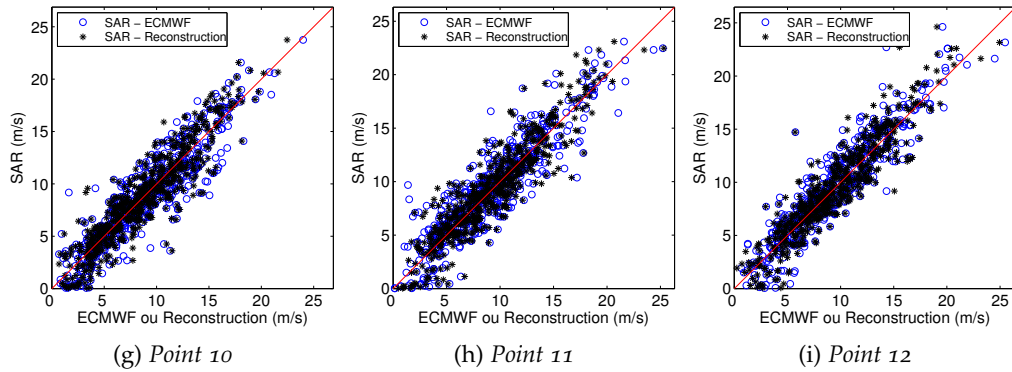 SAR – ECMWF
SAR – Reconstruction
SAR (m/s)
20
15
10
5
0
0 5 10 15 20 25
ECMWF ou Reconstruction (m/s)
(g) Point 10
SAR – ECMWF
SAR – Reconstruction
SAR (m/s)
25
20
15
10
5
0
0 5 10 15 20 25
ECMWF ou Reconstruction (m/s)
(h) Point 11
SAR – ECMWF
SAR – Reconstruction
SAR (m/s)
25
20
15
10
5
0
0 5 10 15 20 25
ECMWF ou Reconstruction (m/s)
(i) Point 12